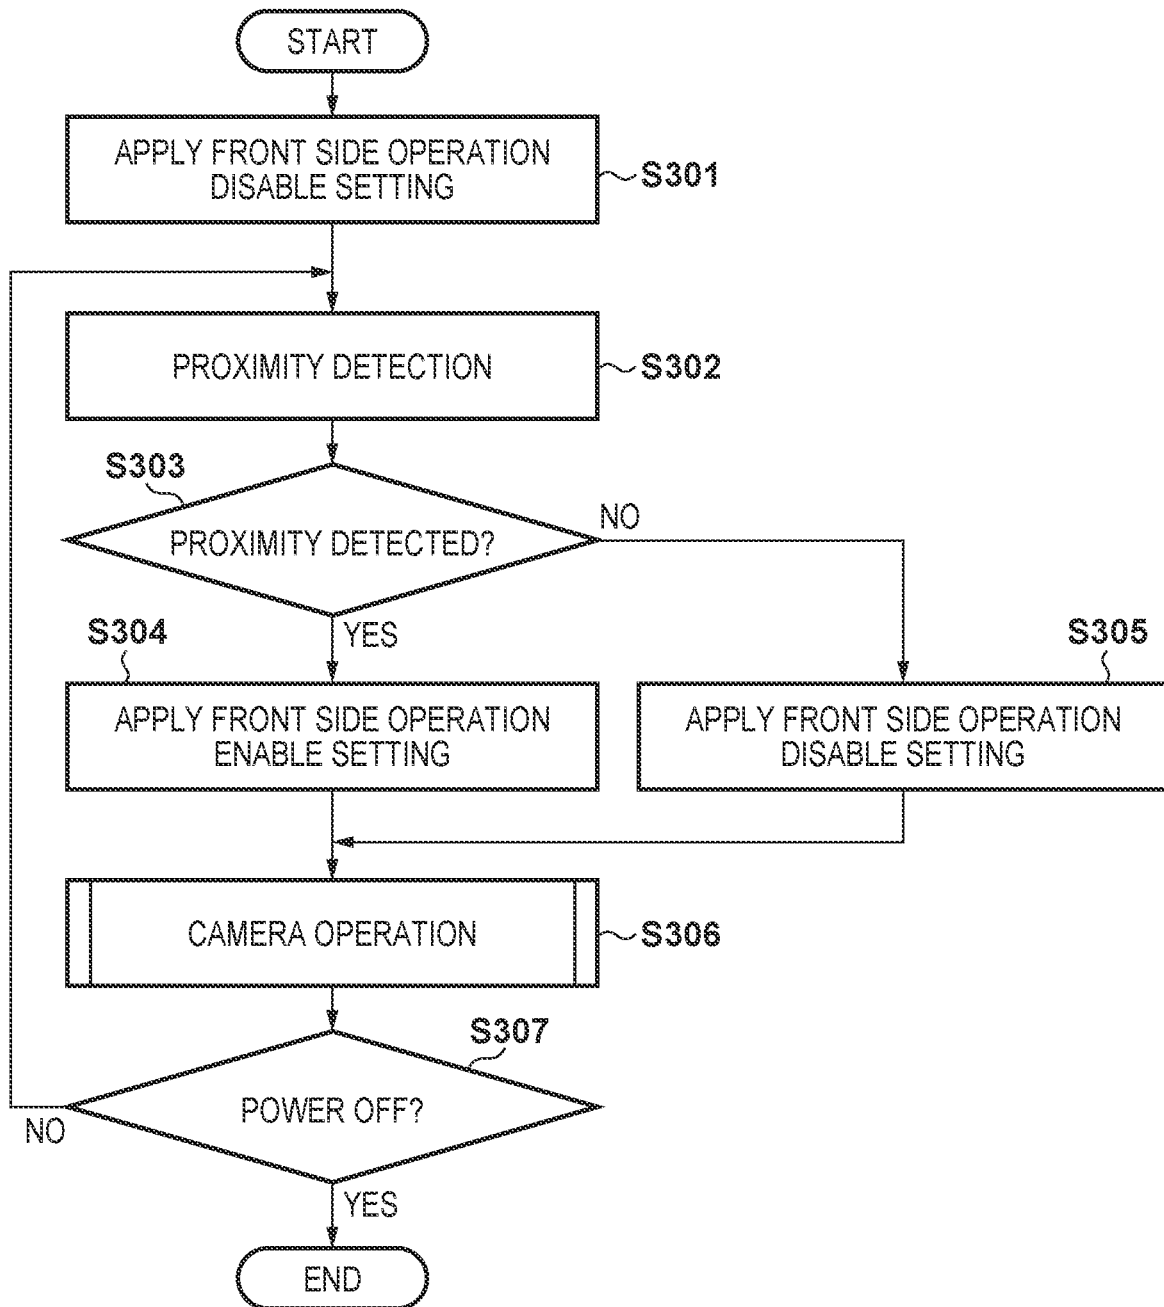 START
APPLY FRONT SIDE OPERATION
DISABLE SETTING
S301
PROXIMITY DETECTION
S302
S303
PROXIMITY DETECTED?
NO
YES
S304
APPLY FRONT SIDE OPERATION
ENABLE SETTING
S305
APPLY FRONT SIDE OPERATION
DISABLE SETTING
CAMERA OPERATION
S306
S307
POWER OFF?
NO
YES
END